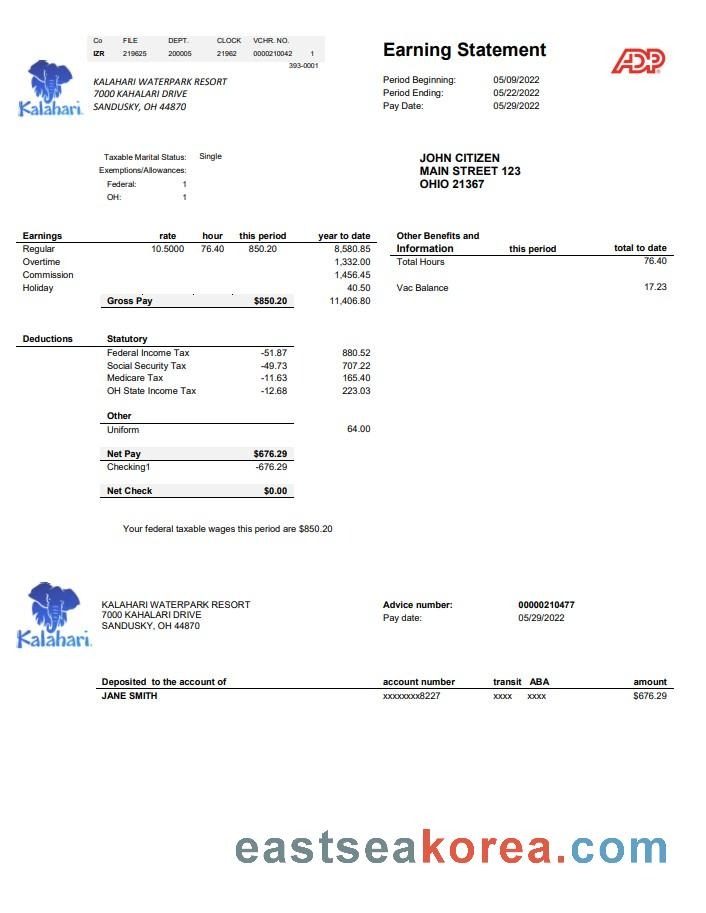 Co FILE DEPT. CLOCK VCHR. NO.
IZR 219625 200005 21962 0000210042 1
393-0001
Kalahari.
KALAHARI WATERPARK RESORT
7000 KAHALARI DRIVE
SANDUSKY, OH 44870
Earning Statement
ADP
Period Beginning: 05/09/2022
Period Ending: 05/22/2022
Pay Date: 05/29/2022
Taxable Marital Status: Single
Exemptions/Allowances:
Federal: 1
OH: 1
JOHN CITIZEN
MAIN STREET 123
OHIO 21367
Earnings rate hour this period year to date
Regular 10.5000 76.40 850.20 8,580.85
Overtime 1,332.00
Commission 1,456.45
Holiday 40.50
Gross Pay $850.20 11,406.80
Other Benefits and
Information this period total to date
Total Hours 76.40
Vac Balance 17.23
Deductions Statutory
Federal Income Tax -51.87 880.52
Social Security Tax -49.73 707.22
Medicare Tax -11.63 165.40
OH State Income Tax -12.68 223.03
Other
Uniform 64.00
Net Pay $676.29
Checking1 -676.29
Net Check $0.00
Your federal taxable wages this period are $850.20
Kalahari.
KALAHARI WATERPARK RESORT
7000 KAHALARI DRIVE
SANDUSKY, OH 44870
Advice number: 00000210477
Pay date: 05/29/2022
Deposited to the account of account number transit ABA amount
JANE SMITH xxxxxxxx8227 xxxx xxxx $676.29
eastseakorea.com